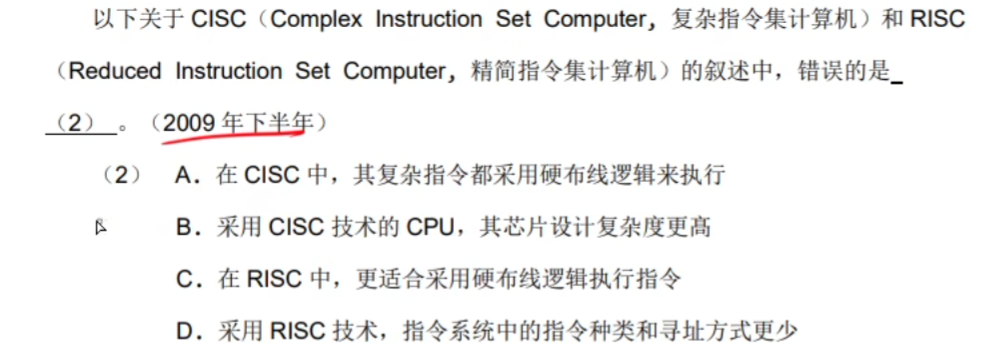 以下关于 CISC（Complex Instruction Set Computer，复杂指令集计算机）和 RISC
（Reduced Instruction Set Computer，精简指令集计算机）的叙述中，错误的是_
（2） 。（2009 年下半年）
（2） A．在 CISC 中，其复杂指令都采用硬布线逻辑来执行
B．采用 CISC 技术的 CPU，其芯片设计复杂度更高
C．在 RISC 中，更适合采用硬布线逻辑执行指令
D．采用 RISC 技术，指令系统中的指令种类和寻址方式更少